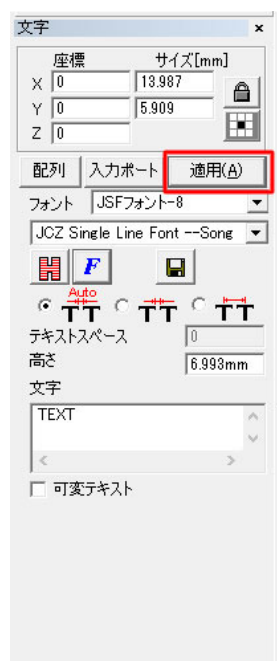 文字 ×
座標 サイズ[mm]
X 0 13.987
Y 0 5.909
Z 0
配列 入力ポート 適用(A)
フォント JSFフォント-8
JCZ Single Line Font --Song
F
Auto
TT TT TT
テキストスペース 0
高さ 6.993mm
文字
TEXT
可変テキスト